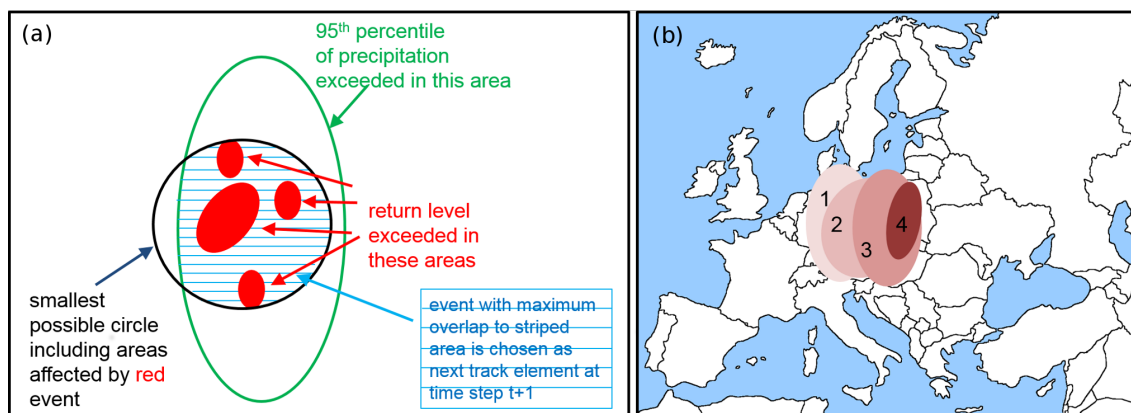 (a)
95th percentile
of precipitation
exceeded in this area
return level
exceeded in
these areas
smallest
possible circle
including areas
affected by red
event
event with maximum
overlap to striped
area is chosen as
next track element at
time step t+1
(b)
1
2
3
4